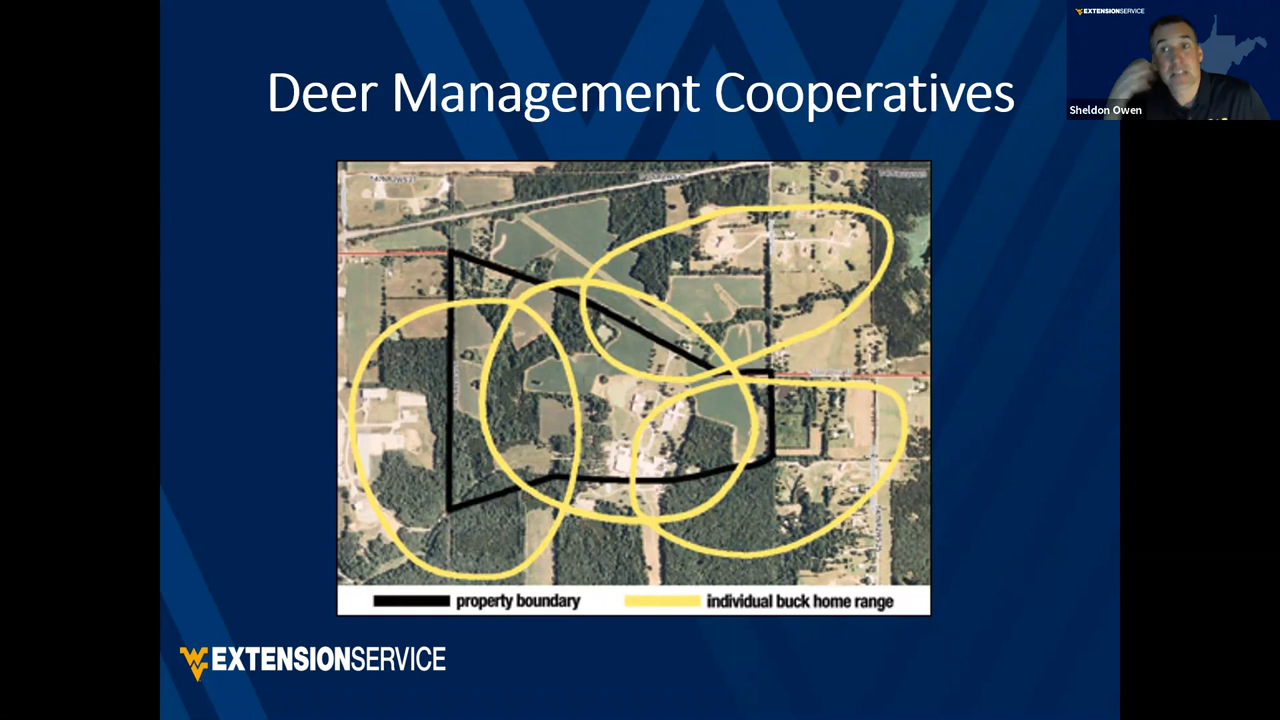 EXTENSIONSERVICE
Sheldon Owen
Deer Management Cooperatives
property boundary
individual buck home range
EXTENSIONSERVICE